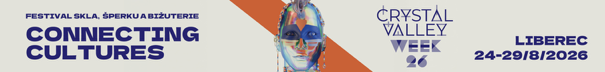 FESTIVAL SKLA, ŠPERKU A BIŽUTERIE
CONNECTING
CULTURES
CRYSTAL
VALLEY
WEEK
26
LIBEREC
24-29/8/2026